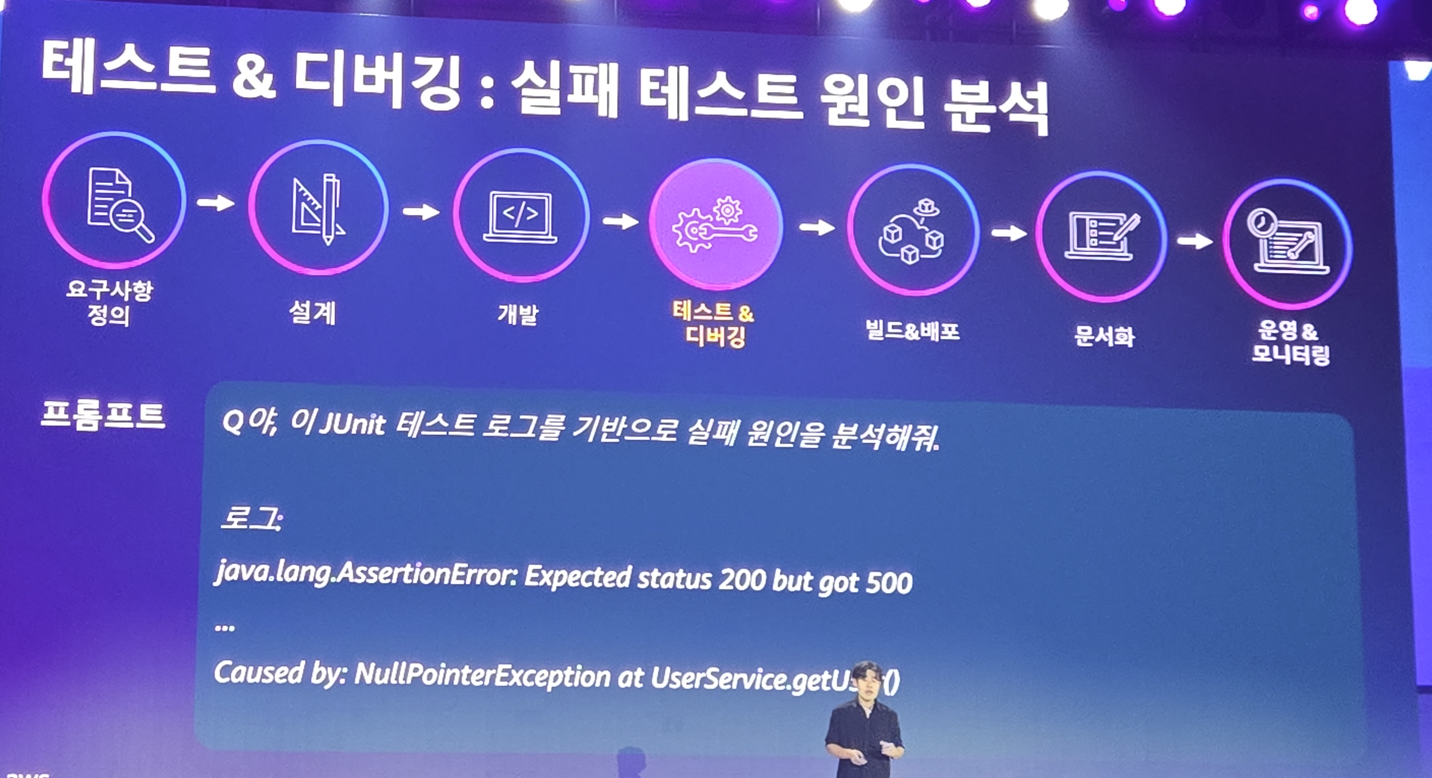 테스트 & 디버깅 : 실패 테스트 원인 분석
요구사항
정의
설계
개발
테스트 &
디버깅
빌드&배포
문서화
운영 &
모니터링
프롬프트
Q야, 이 JUnit 테스트 로그를 기반으로 실패 원인을 분석해줘.
로그:
java.lang.AssertionError: Expected status 200 but got 500
...
Caused by: NullPointerException at
aws